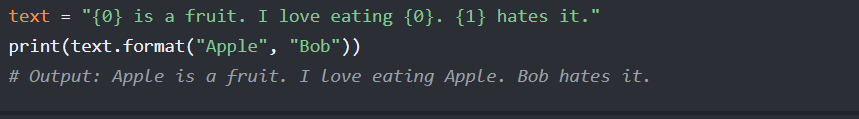 text = "{0} is a fruit. I love eating {0}. {1} hates it."
print(text.format("Apple", "Bob"))
# Output: Apple is a fruit. I love eating Apple. Bob hates it.